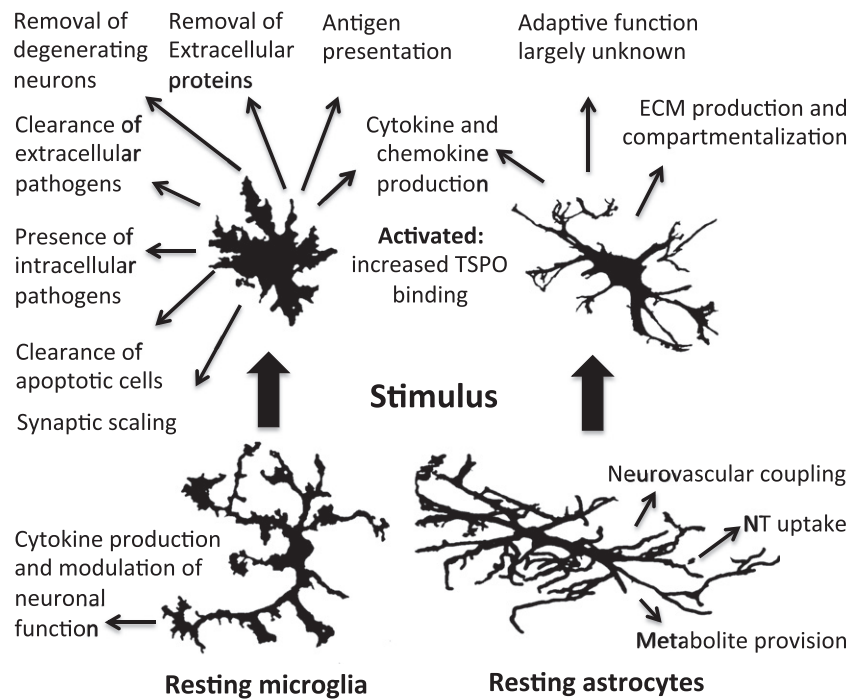 Removal of
degenerating
neurons
Removal of
Extracellular
proteins
Antigen
presentation
Adaptive function
largely unknown
ECM production and
compartmentalization
Clearance of
extracellular
pathogens
Cytokine and
chemokine
production
Presence of
intracellular
pathogens
Activated:
increased TSPO
binding
Clearance of
apoptotic cells
Synaptic scaling
Stimulus
Neurovascular coupling
NT uptake
Cytokine production
and modulation of
neuronal
function
Metabolite provision
Resting microglia
Resting astrocytes